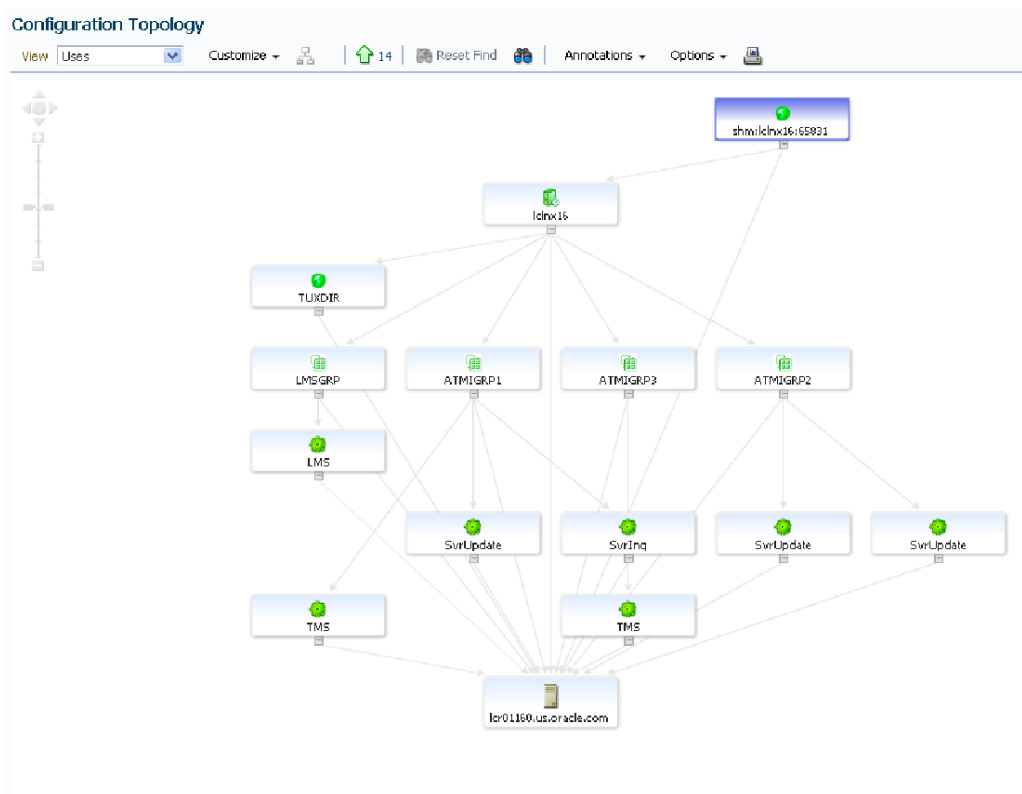 Configuration Topology
View Uses Customize 14 Reset Find Annotations Options
shm:lclnx16:65831
lclnx16
TUXDIR
LMSGRP ATMIGRP1 ATMIGRP3 ATMIGRP2
LMS
SvrUpdate SvrInq SvrUpdate SvrUpdate
TMS TMS
lcr01160.us.oracle.com